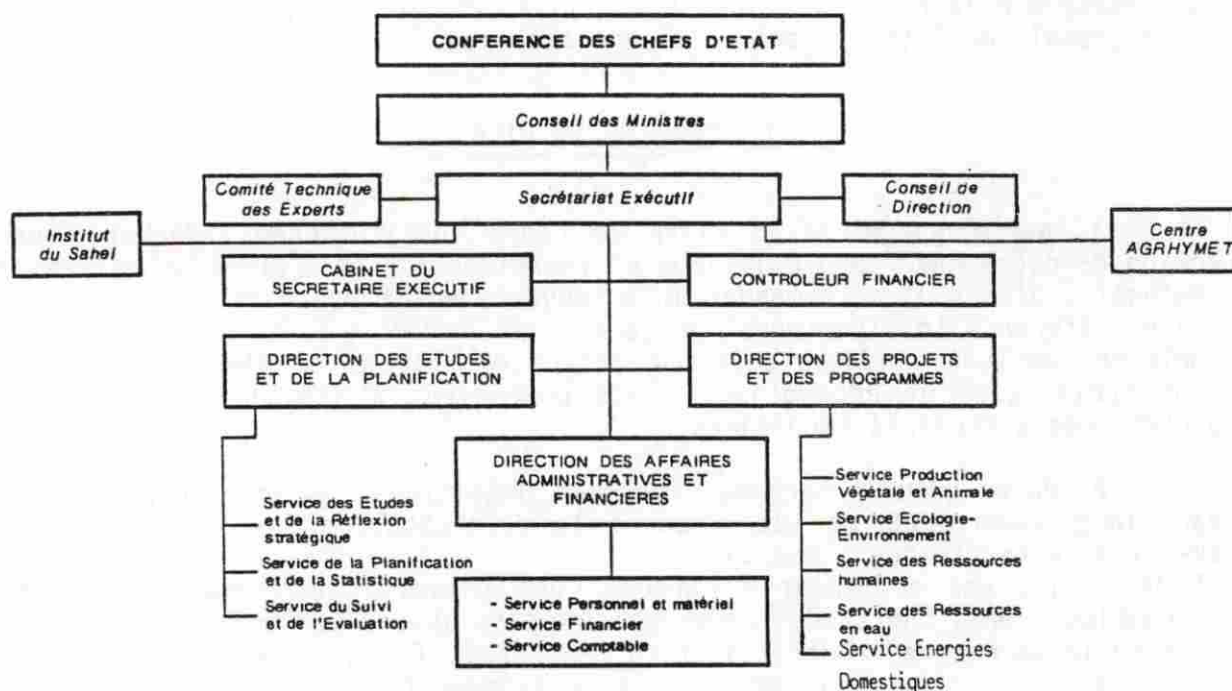 CONFERENCE DES CHEFS D'ETAT
Conseil des Ministres
Comité Technique
des Experts
Secrétariat Exécutif
Conseil de
Direction
Institut
du Sahel
Centre
AGRHYMET
CABINET DU
SECRETAIRE EXECUTIF
CONTROLEUR FINANCIER
DIRECTION DES ETUDES
ET DE LA PLANIFICATION
DIRECTION DES PROJETS
ET DES PROGRAMMES
DIRECTION DES AFFAIRES
ADMINISTRATIVES ET
FINANCIERES
Service des Etudes
et de la Réflexion
stratégique
Service de la Planification
et de la Statistique
Service du Suivi
et de l'Evaluation
- Service Personnel et matériel
- Service Financier
- Service Comptable
Service Production
Végétale et Animale
Service Ecologie-
Environnement
Service des Ressources
humaines
Service des Ressources
en eau
Service Energies
Domestiques